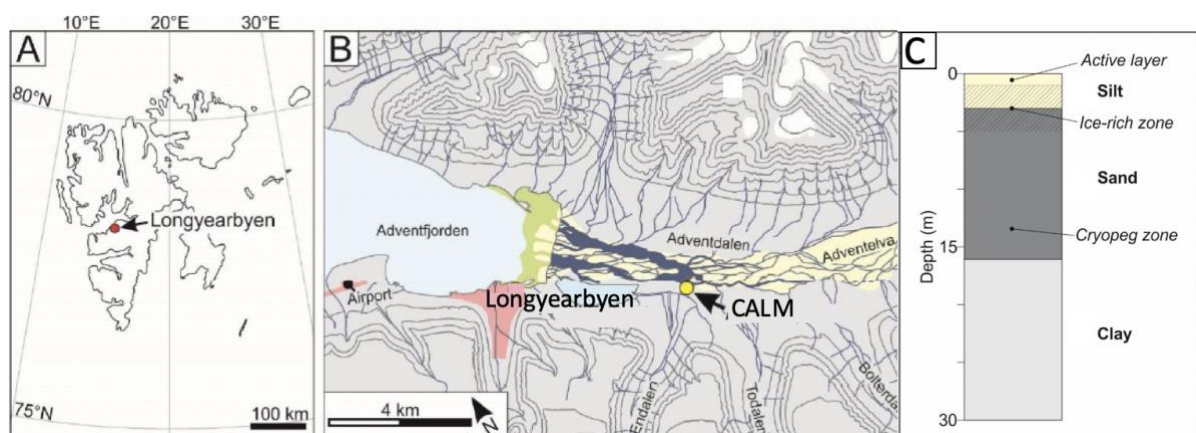 A
10°E 20°E 30°E
80°N
Longyearbyen
75°N
100 km
B
Adventfjorden
Adventdalen
Adventelva
Airport
Longyearbyen
CALM
Endalen
Todalen
4 km
N
C
0
Active layer
Silt
Ice-rich zone
Sand
Depth (m)
15
Cryopeg zone
Clay
30